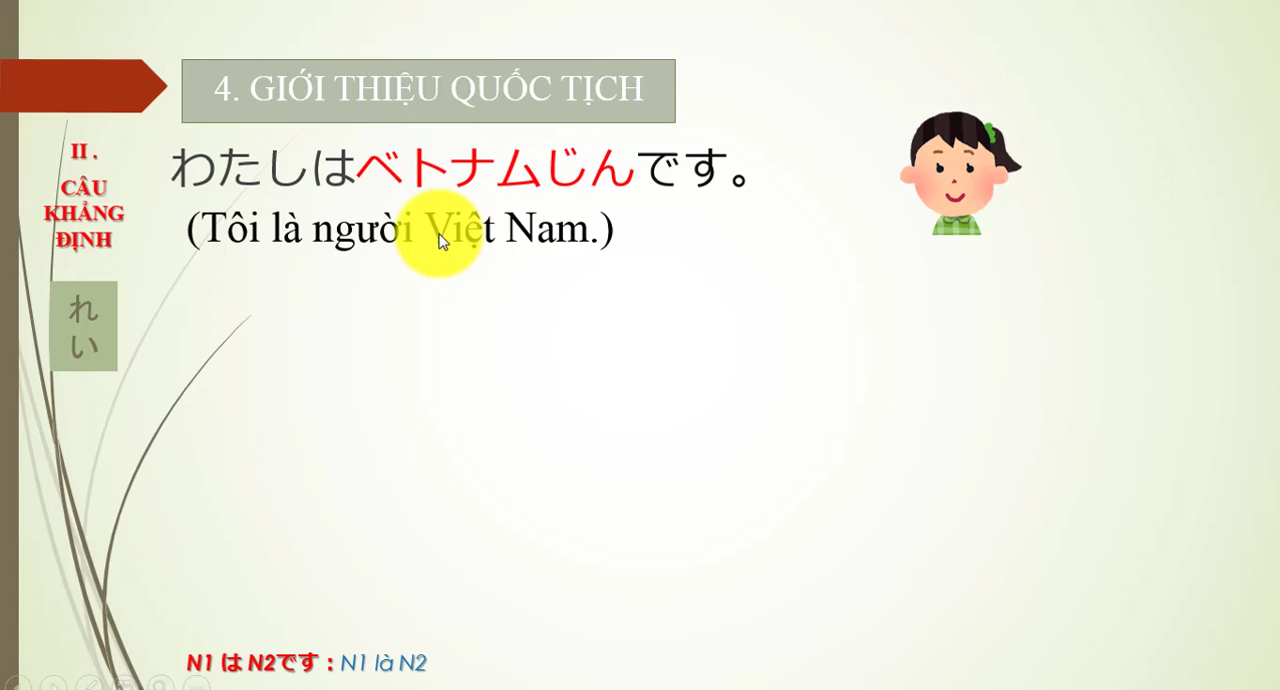 4. GIỚI THIỆU QUỐC TỊCH
II .
CÂU
KHẢNG
ĐỊNH
れ
い
わたしはベトナムじんです。
(Tôi là người Việt Nam.)
N1 は N2です : N1 là N2